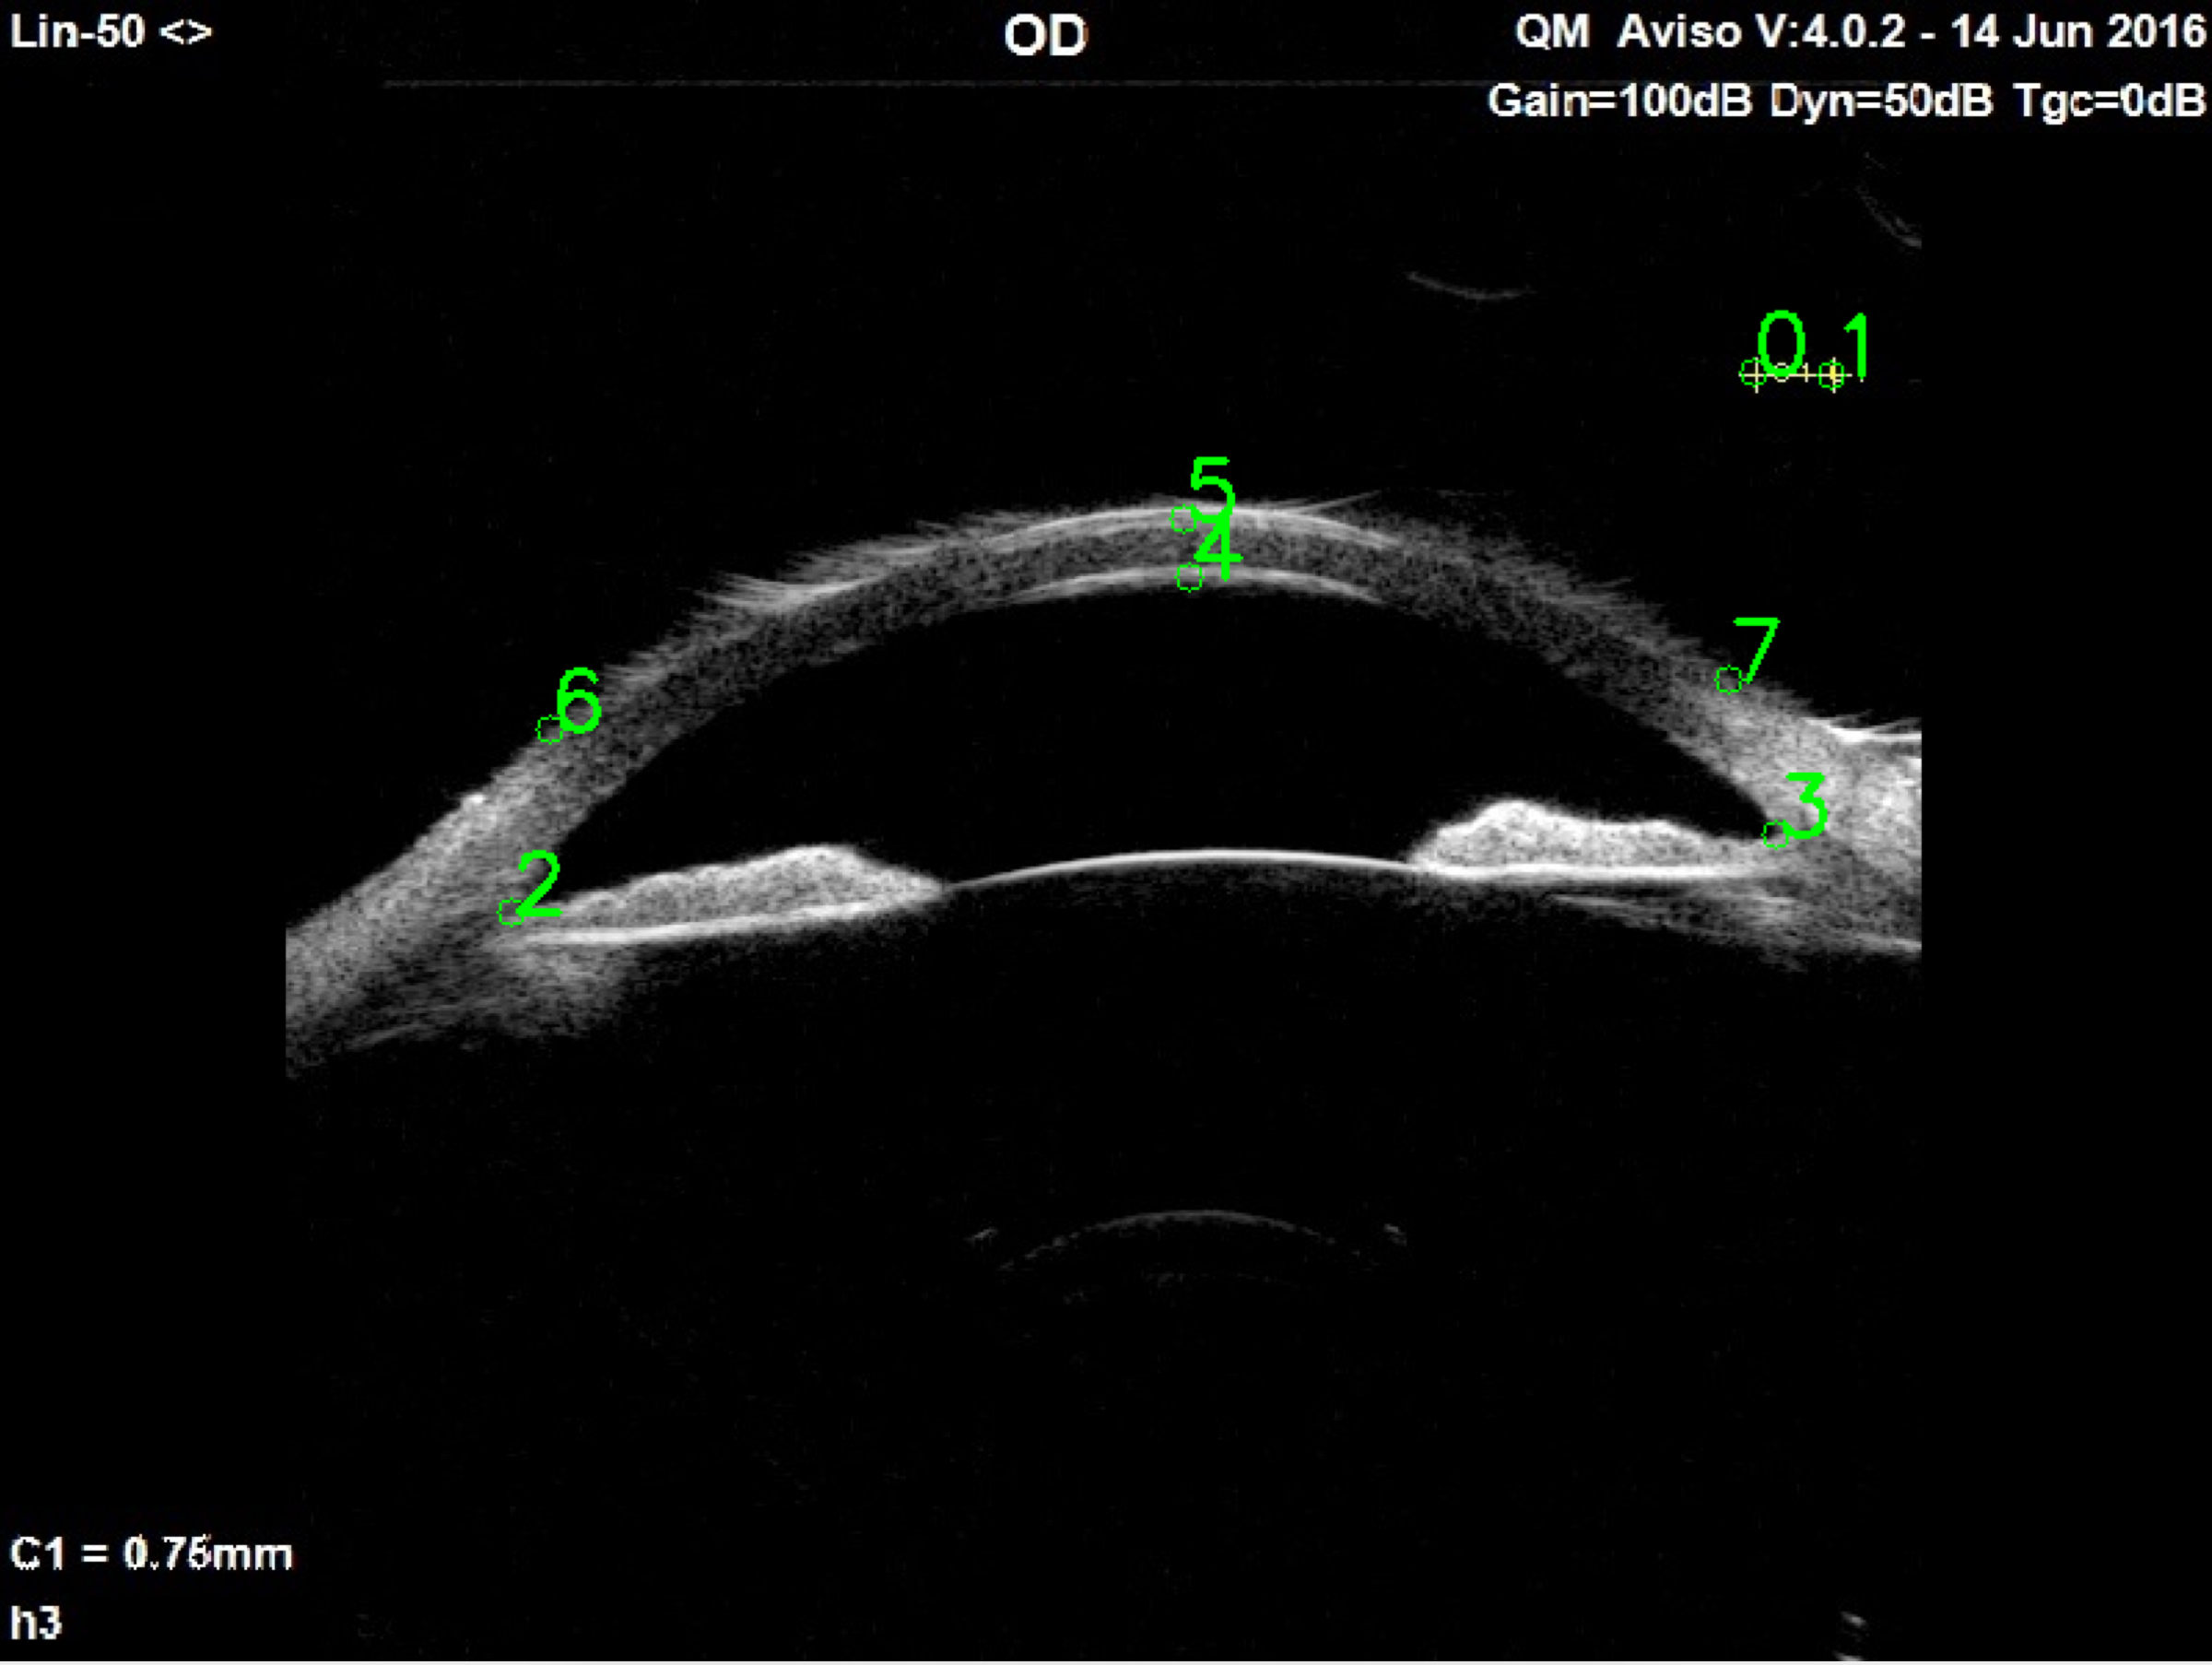 Lin-50 <>
OD
QM Aviso V:4.0.2 - 14 Jun 2016
Gain=100dB Dyn=50dB Tgc=0dB
0 1
5
4
7
6
3
2
C1 = 0.75mm
h3